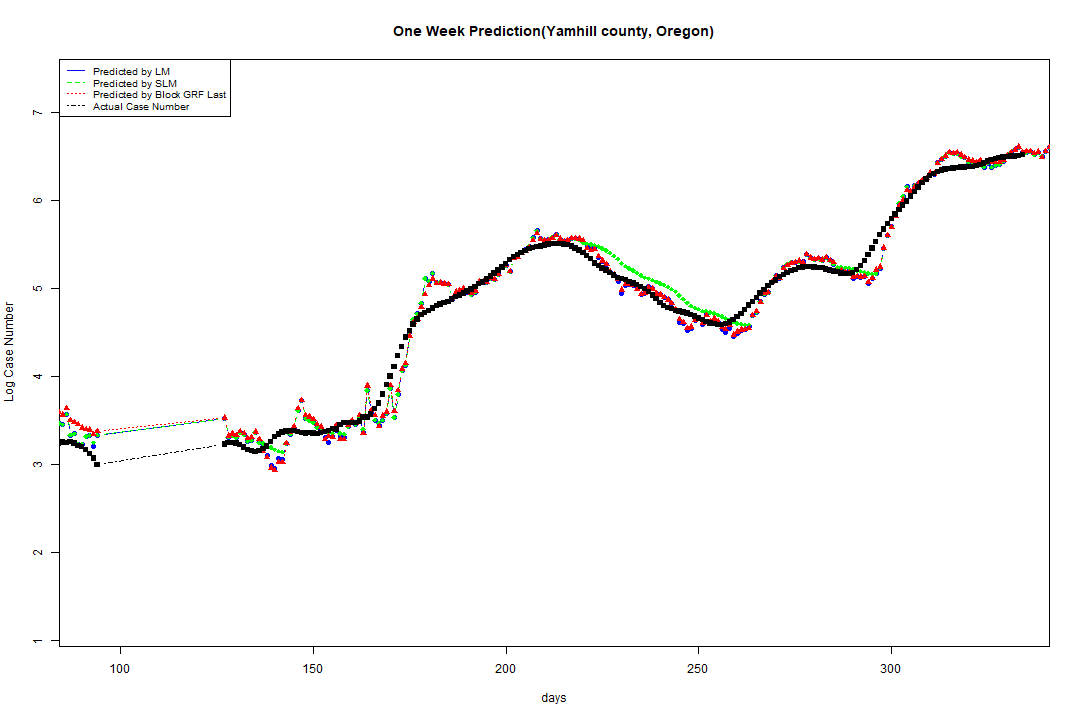 One Week Prediction(Yamhill county, Oregon)
Predicted by LM
Predicted by SLM
Predicted by Block GRF Last
Actual Case Number
7
6
5
4
3
2
1
Log Case Number
100 150 200 250 300
days